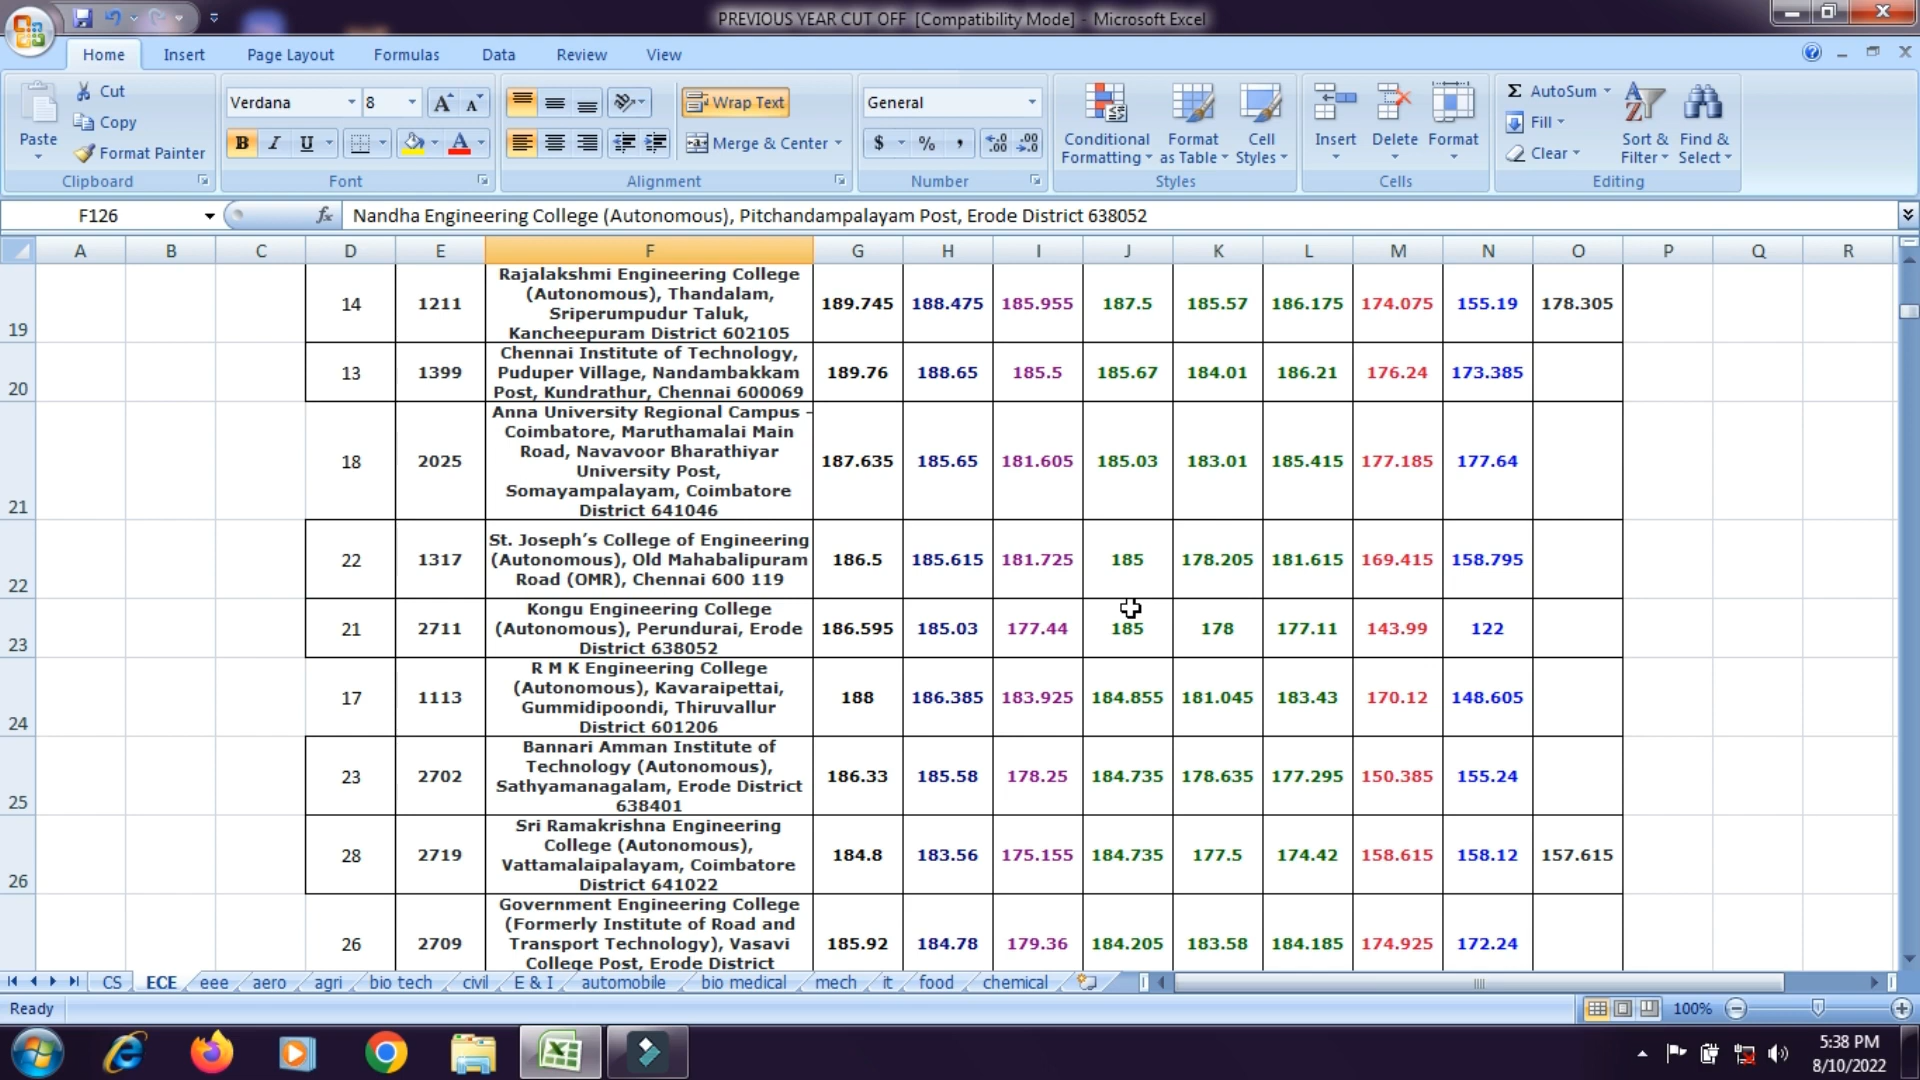 PREVIOUS YEAR CUT OFF [Compatibility Mode] - Microsoft Excel
Home Insert Page Layout Formulas Data Review View
Paste
Cut
Copy
Format Painter
Clipboard
Verdana 8
B I U
Font
Wrap Text
Merge & Center
Alignment
General
$ % ,
Number
Conditional Formatting
Format as Table
Cell Styles
Styles
Insert Delete Format
Cells
Σ AutoSum
Fill
Clear
Sort & Filter
Find & Select
Editing
F126 fx Nandha Engineering College (Autonomous), Pitchandampalayam Post, Erode District 638052
A B C D E F G H I J K L M N O P Q R
19 14 1211 Rajalakshmi Engineering College
(Autonomous), Thandalam,
Sriperumpudur Taluk,
Kancheepuram District 602105
189.745 188.475 185.955 187.5 185.57 186.175 174.075 155.19 178.305
20 13 1399 Chennai Institute of Technology,
Puduper Village, Nandambakkam
Post, Kundrathur, Chennai 600069
189.76 188.65 185.5 185.67 184.01 186.21 176.24 173.385
21 18 2025 Anna University Regional Campus -
Coimbatore, Maruthamalai Main
Road, Navavoor Bharathiyar
University Post,
Somayampalayam, Coimbatore
District 641046
187.635 185.65 181.605 185.03 183.01 185.415 177.185 177.64
22 22 1317 St. Joseph’s College of Engineering
(Autonomous), Old Mahabalipuram
Road (OMR), Chennai 600 119
186.5 185.615 181.725 185 178.205 181.615 169.415 158.795
23 21 2711 Kongu Engineering College
(Autonomous), Perundurai, Erode
District 638052
186.595 185.03 177.44 185 178 177.11 143.99 122
24 17 1113 R M K Engineering College
(Autonomous), Kavaraipettai,
Gummidipoondi, Thiruvallur
District 601206
188 186.385 183.925 184.855 181.045 183.43 170.12 148.605
25 23 2702 Bannari Amman Institute of
Technology (Autonomous),
Sathyamanagalam, Erode District
638401
186.33 185.58 178.25 184.735 178.635 177.295 150.385 155.24
26 28 2719 Sri Ramakrishna Engineering
College (Autonomous),
Vattamalaipalayam, Coimbatore
District 641022
184.8 183.56 175.155 184.735 177.5 174.42 158.615 158.12 157.615
26 2709 Government Engineering College
(Formerly Institute of Road and
Transport Technology), Vasavi
College Post, Erode District
185.92 184.78 179.36 184.205 183.58 184.185 174.925 172.24
CS ECE eee aero agri bio tech civil E & I automobile bio medical mech it food chemical
Ready 100%
5:38 PM
8/10/2022